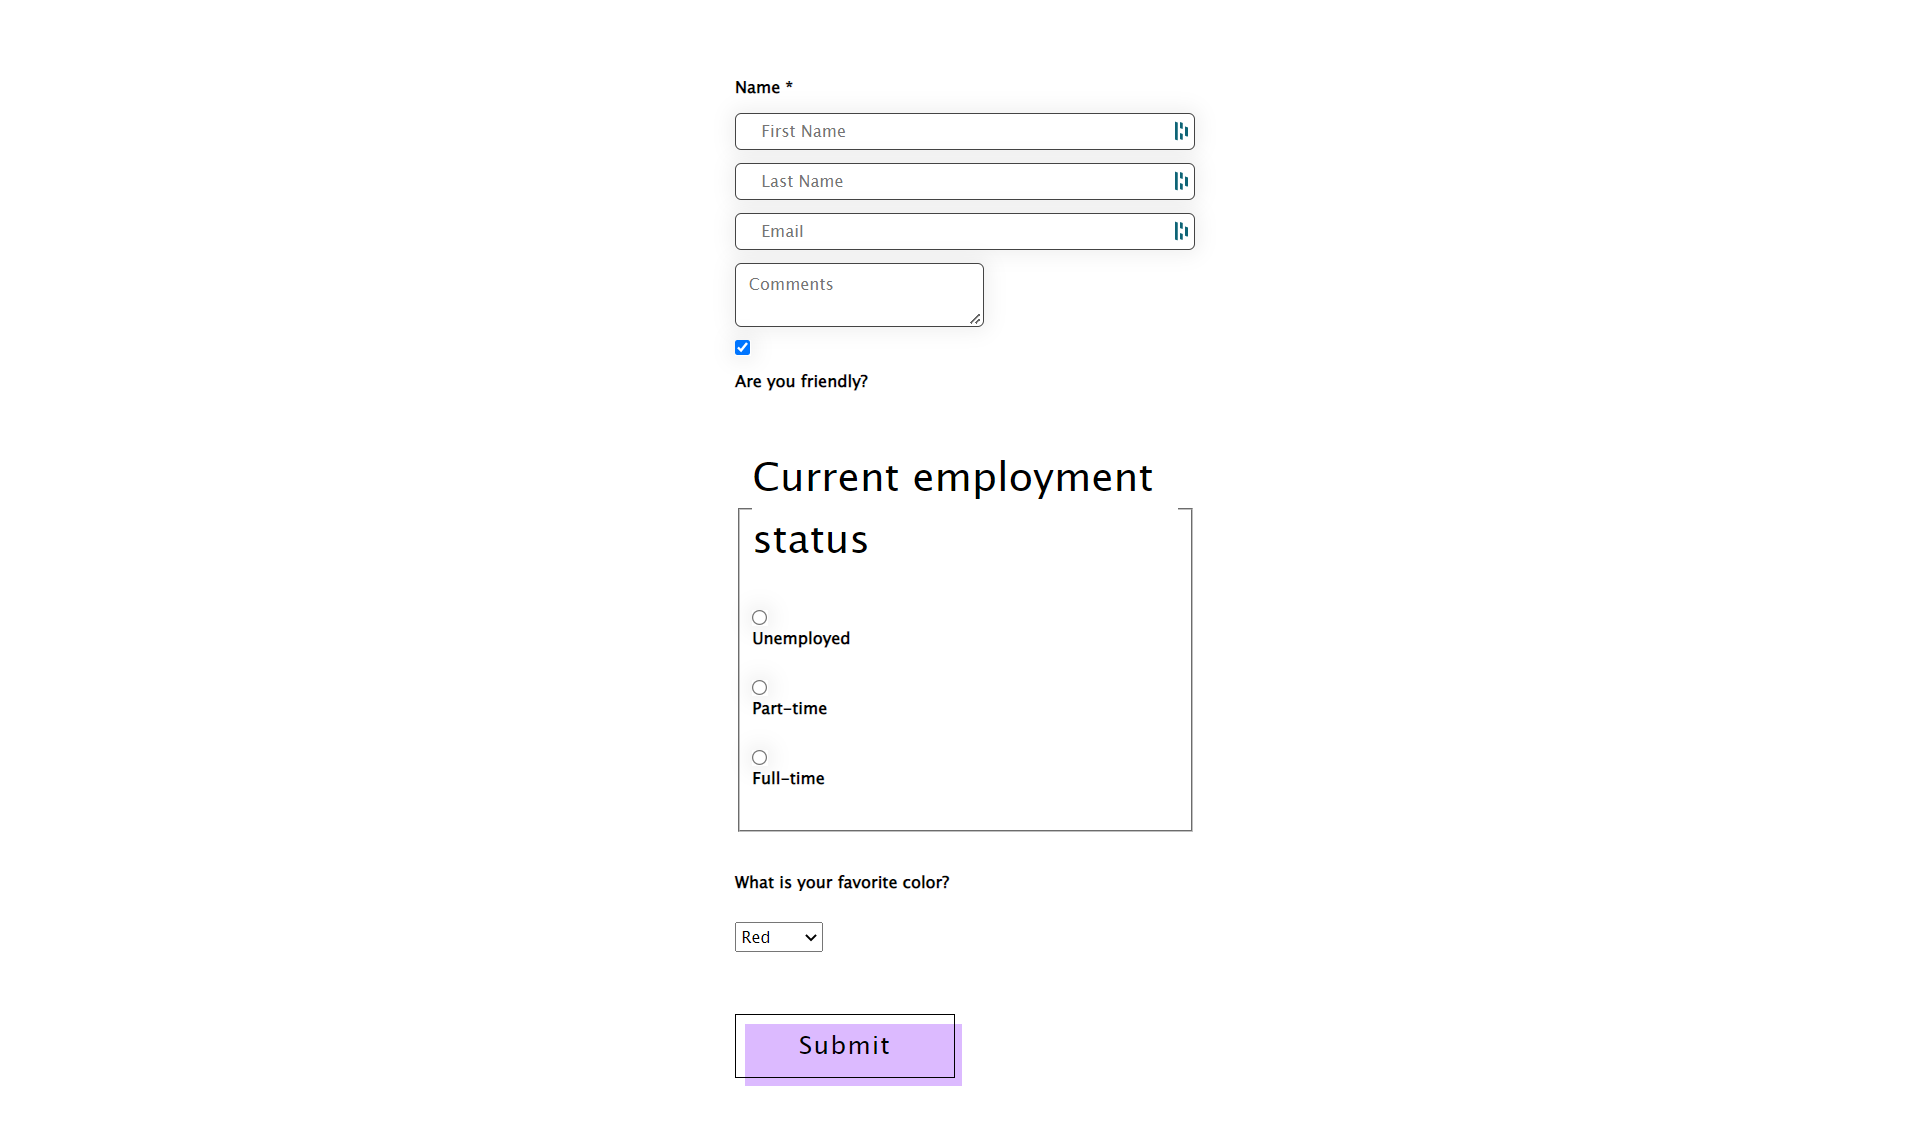 Name *
First Name
Last Name
Email
Comments
Are you friendly?
Current employment
status
Unemployed
Part-time
Full-time
What is your favorite color?
Red
Submit